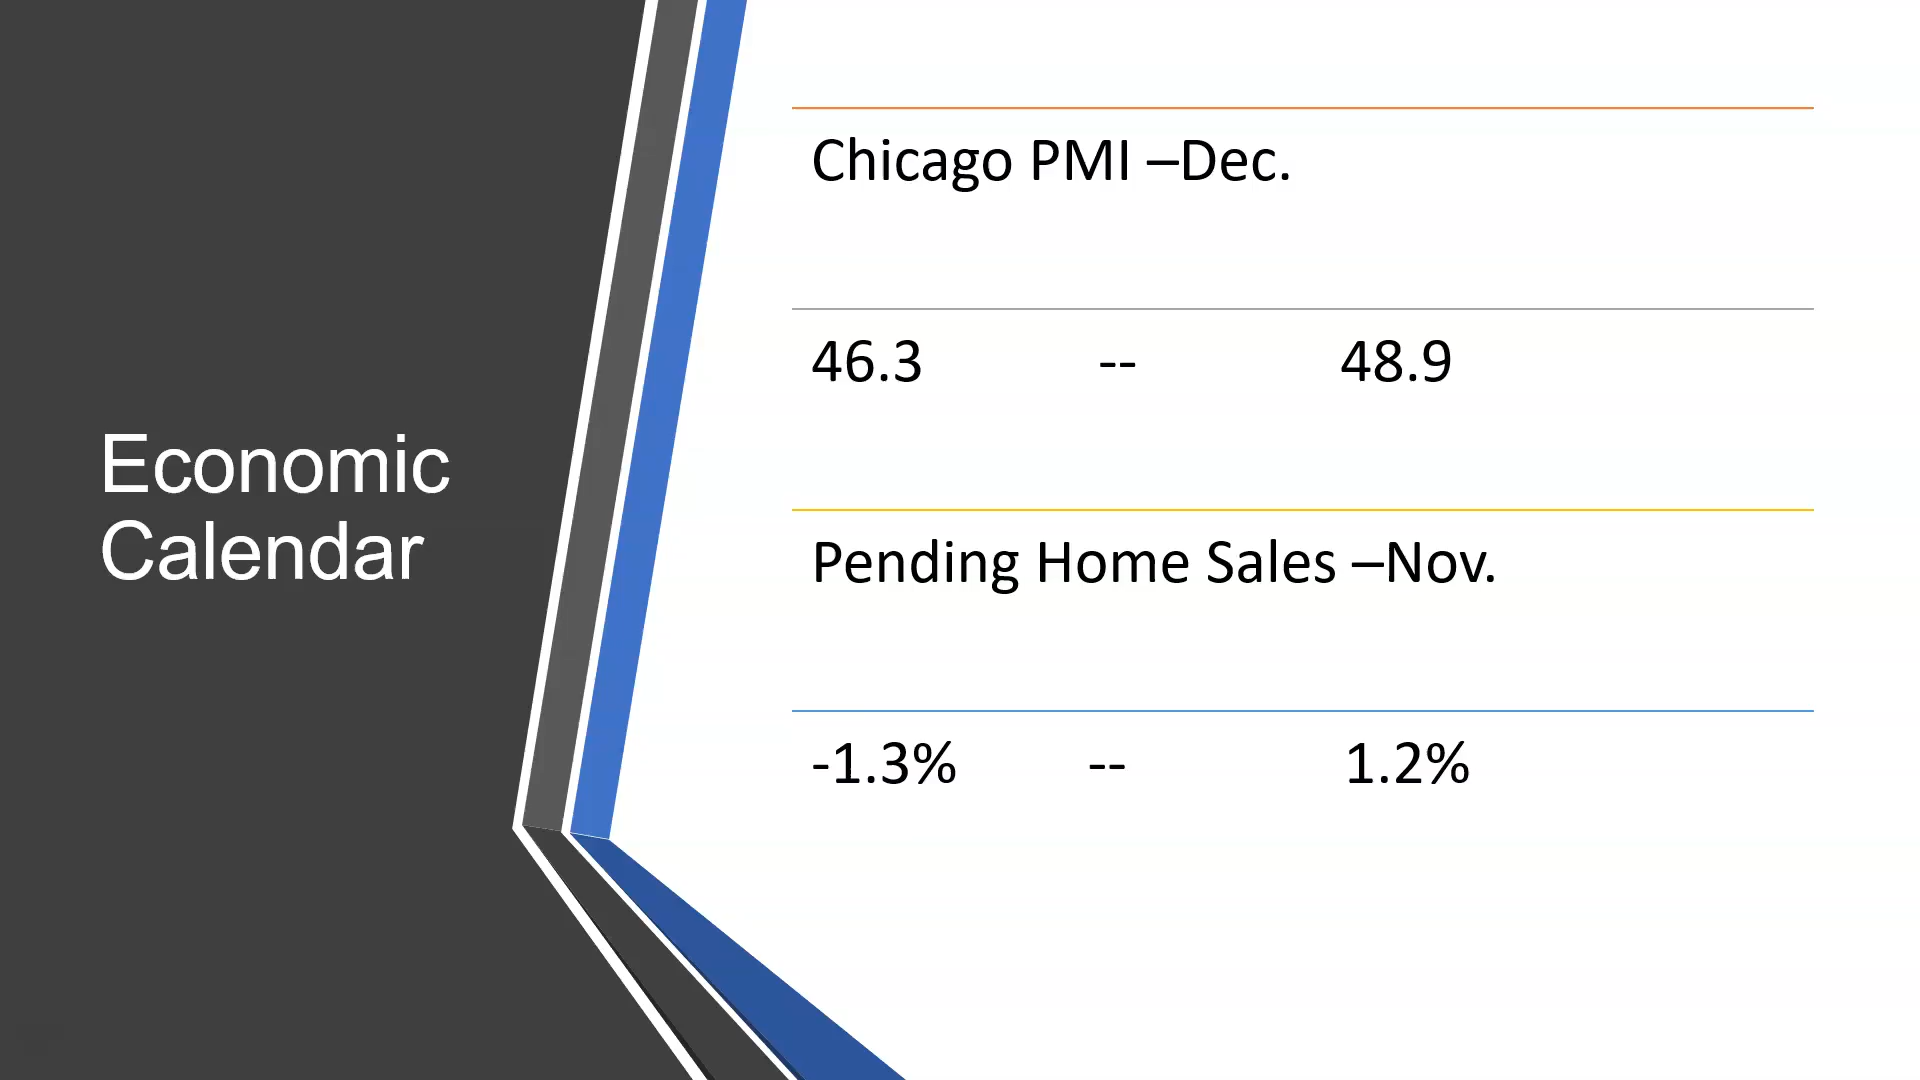 Economic
Calendar
Chicago PMI –Dec.
46.3 -- 48.9
Pending Home Sales –Nov.
-1.3% -- 1.2%